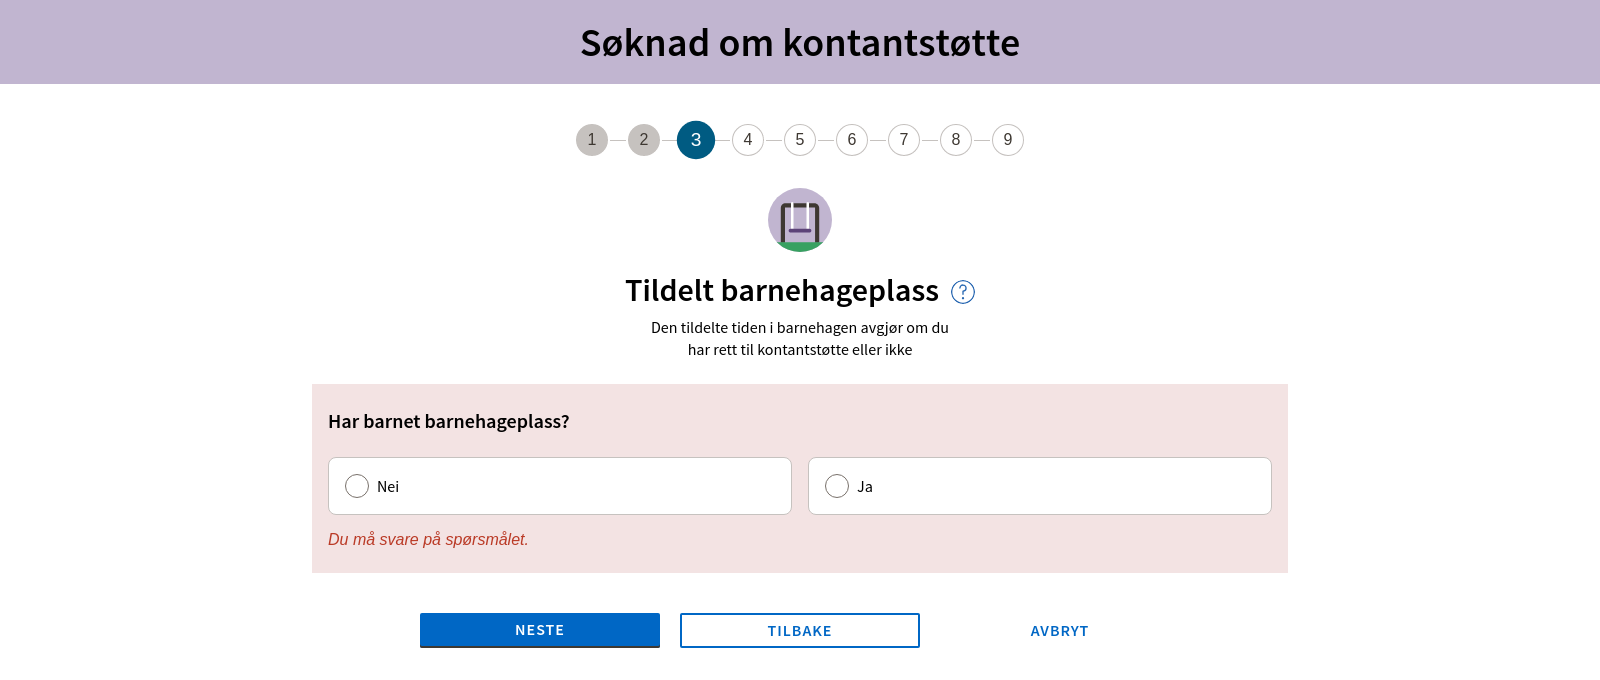 Søknad om kontantstøtte
1 2 3 4 5 6 7 8 9
Tildelt barnehageplass ?
Den tildelte tiden i barnehagen avgjør om du
har rett til kontantstøtte eller ikke
Har barnet barnehageplass?
Nei Ja
Du må svare på spørsmålet.
NESTE TILBAKE AVBRYT